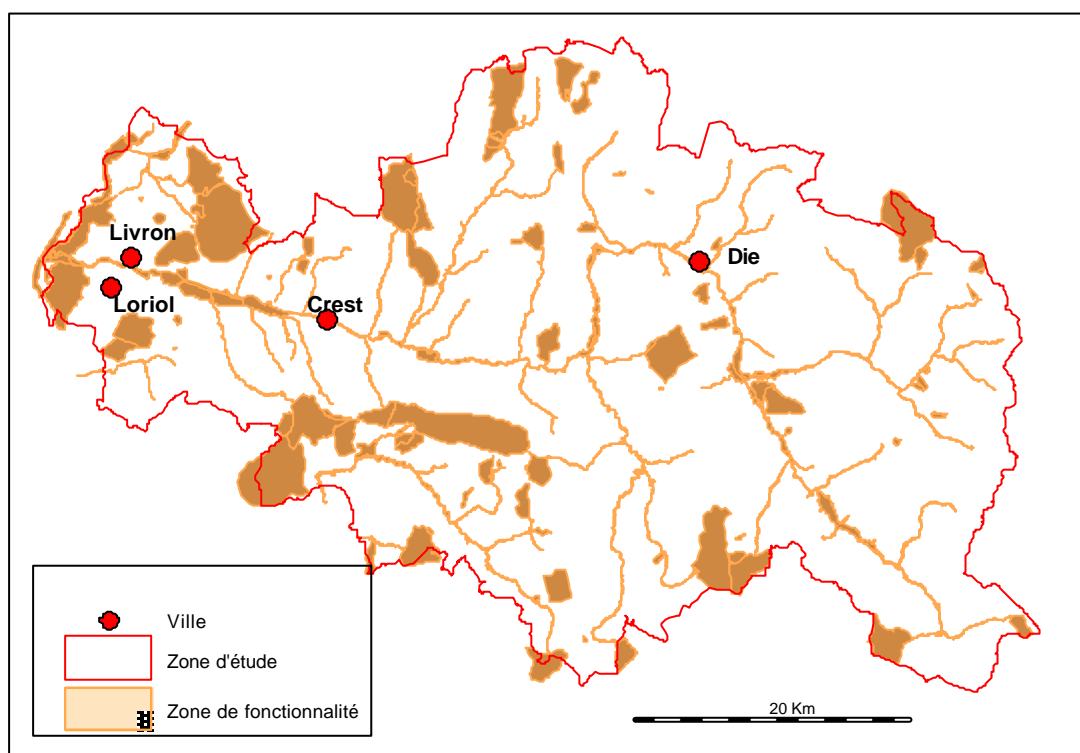 Livron
Loriol
Crest
Die
Ville
Zone d'étude
Zone de fonctionnalité
20 Km